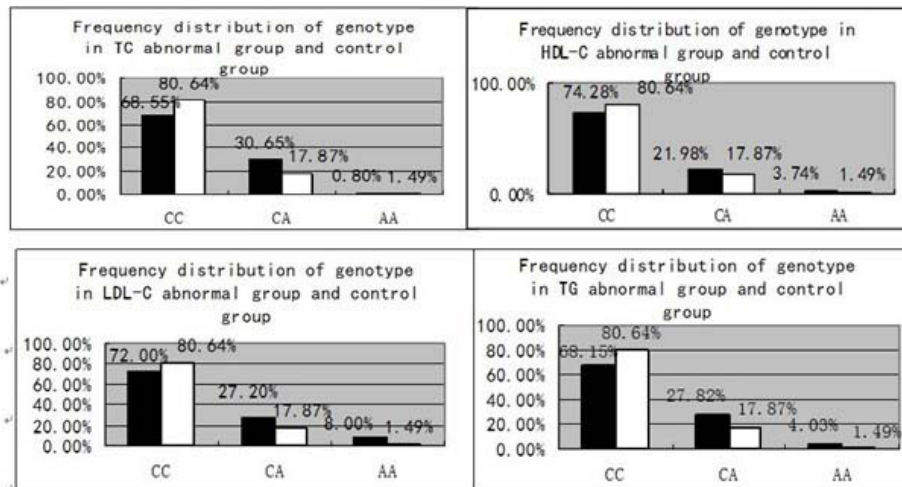 Frequency distribution of genotype
in TC abnormal group and control
group
100.00%
80.00%
60.00%
40.00%
20.00%
0.00%
68.55%
80.64%
30.65%
17.87%
0.80%
1.49%
CC
CA
AA
Frequency distribution of genotype in
HDL-C abnormal group and control
group
0.00%
74.28%
80.64%
21.98%
17.87%
3.74%
1.49%
CC
CA
AA
Frequency distribution of genotype
in LDL-C abnormal group and control
group
100.00%
80.00%
60.00%
40.00%
20.00%
0.00%
72.00%
80.64%
27.20%
17.87%
8.00%
1.49%
CC
CA
AA
Frequency distribution of genotype
in TG abnormal group and control
group
100.00%
80.00%
60.00%
40.00%
20.00%
0.00%
68.15%
80.64%
27.82%
17.87%
4.03%
1.49%
CC
CA
AA